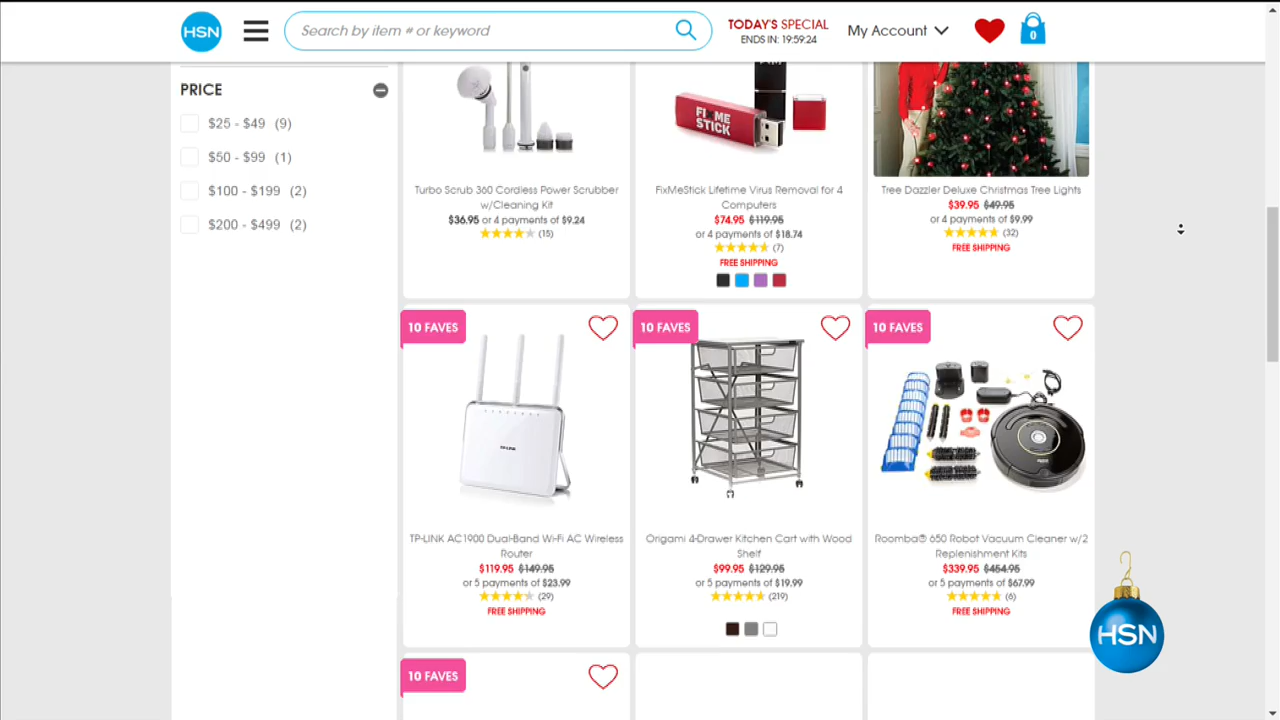 HSN
Search by item # or keyword
TODAY'S SPECIAL
ENDS IN: 19:59:24
My Account
0
PRICE
$25 - $49 (9)
$50 - $99 (1)
$100 - $199 (2)
$200 - $499 (2)
FIXMESTICK
Turbo Scrub 360 Cordless Power Scrubber
w/Cleaning Kit
$36.95 or 4 payments of $9.24
(15)
FixMeStick Lifetime Virus Removal for 4
Computers
$74.95 $119.95
or 4 payments of $18.74
(7)
FREE SHIPPING
Tree Dazzler Deluxe Christmas Tree Lights
$39.95 $49.95
or 4 payments of $9.99
(32)
FREE SHIPPING
10 FAVES
10 FAVES
10 FAVES
TP-LINK
TP-LINK AC1900 Dual-Band Wi-Fi AC Wireless
Router
$119.95 $149.95
or 5 payments of $23.99
(29)
FREE SHIPPING
Origami 4-Drawer Kitchen Cart with Wood
Shelf
$99.95 $129.95
or 5 payments of $19.99
(219)
Roomba® 650 Robot Vacuum Cleaner w/2
Replenishment Kits
$339.95 $454.95
or 5 payments of $67.99
(6)
FREE SHIPPING
HSN
10 FAVES